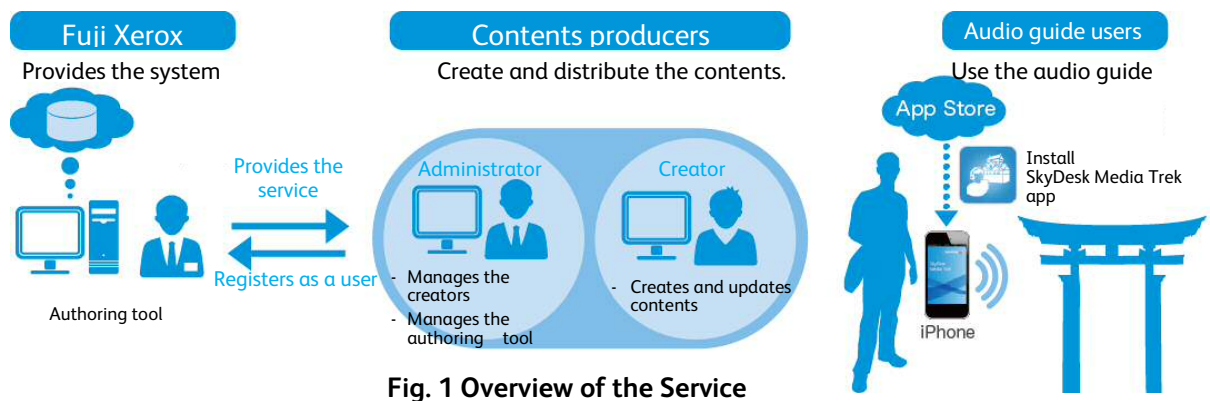 Fuji Xerox
Provides the system
Provides the
service
Registers as a user
Authoring tool
Contents producers
Create and distribute the contents.
Administrator
- Manages the
creators
- Manages the
authoring tool
Creator
- Creates and updates
contents
Audio guide users
Use the audio guide
App Store
Install
SkyDesk Media Trek
app
iPhone
Fig. 1 Overview of the Service